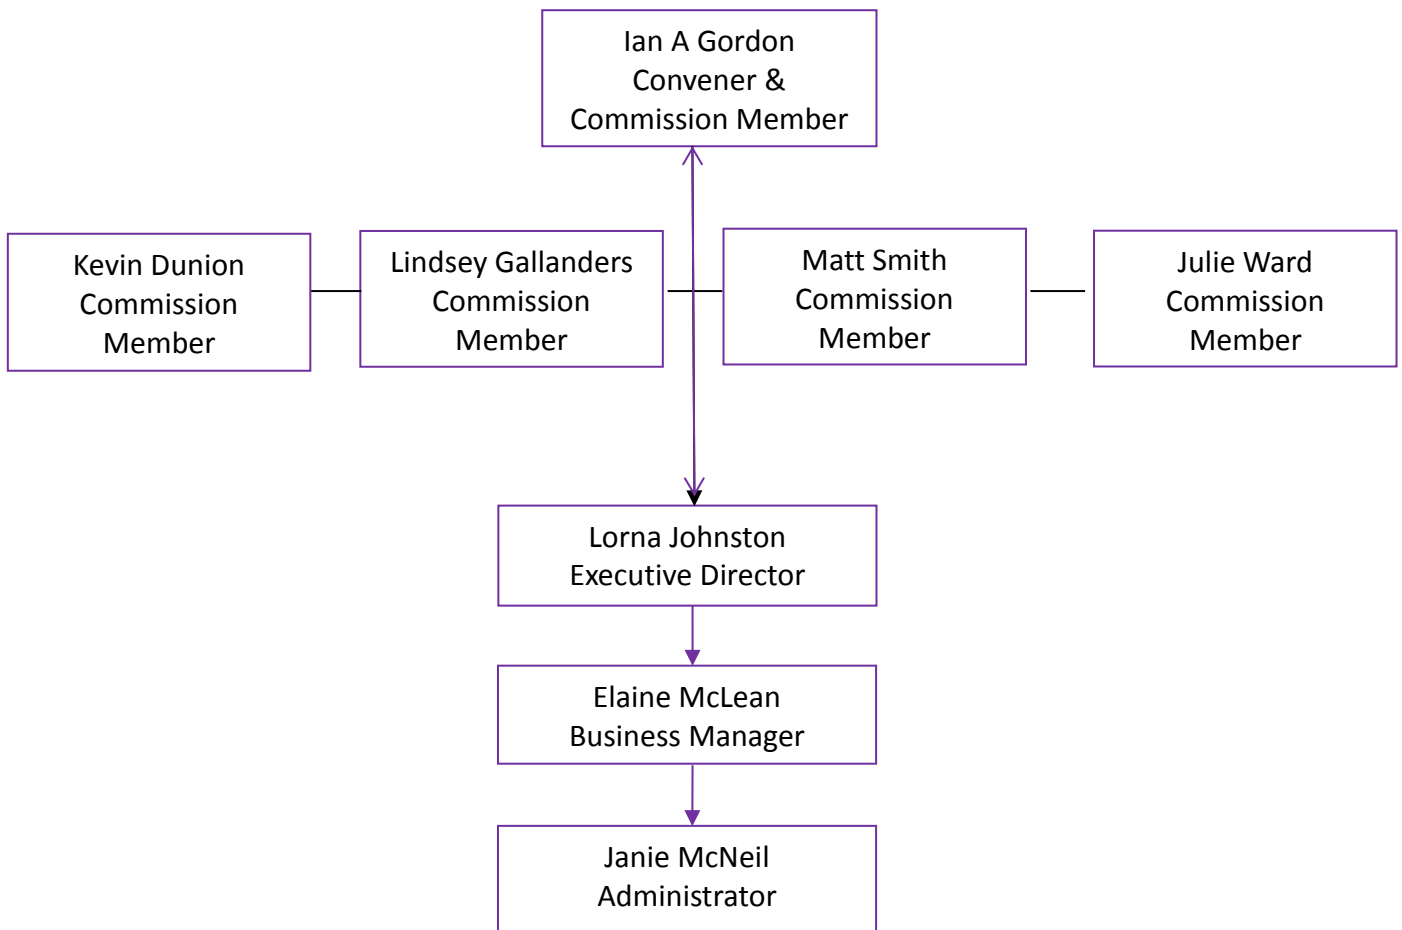 Ian A Gordon
Convener &
Commission Member
Kevin Dunion
Commission
Member
Lindsey Gallanders
Commission
Member
Matt Smith
Commission
Member
Julie Ward
Commission
Member
Lorna Johnston
Executive Director
Elaine McLean
Business Manager
Janie McNeil
Administrator